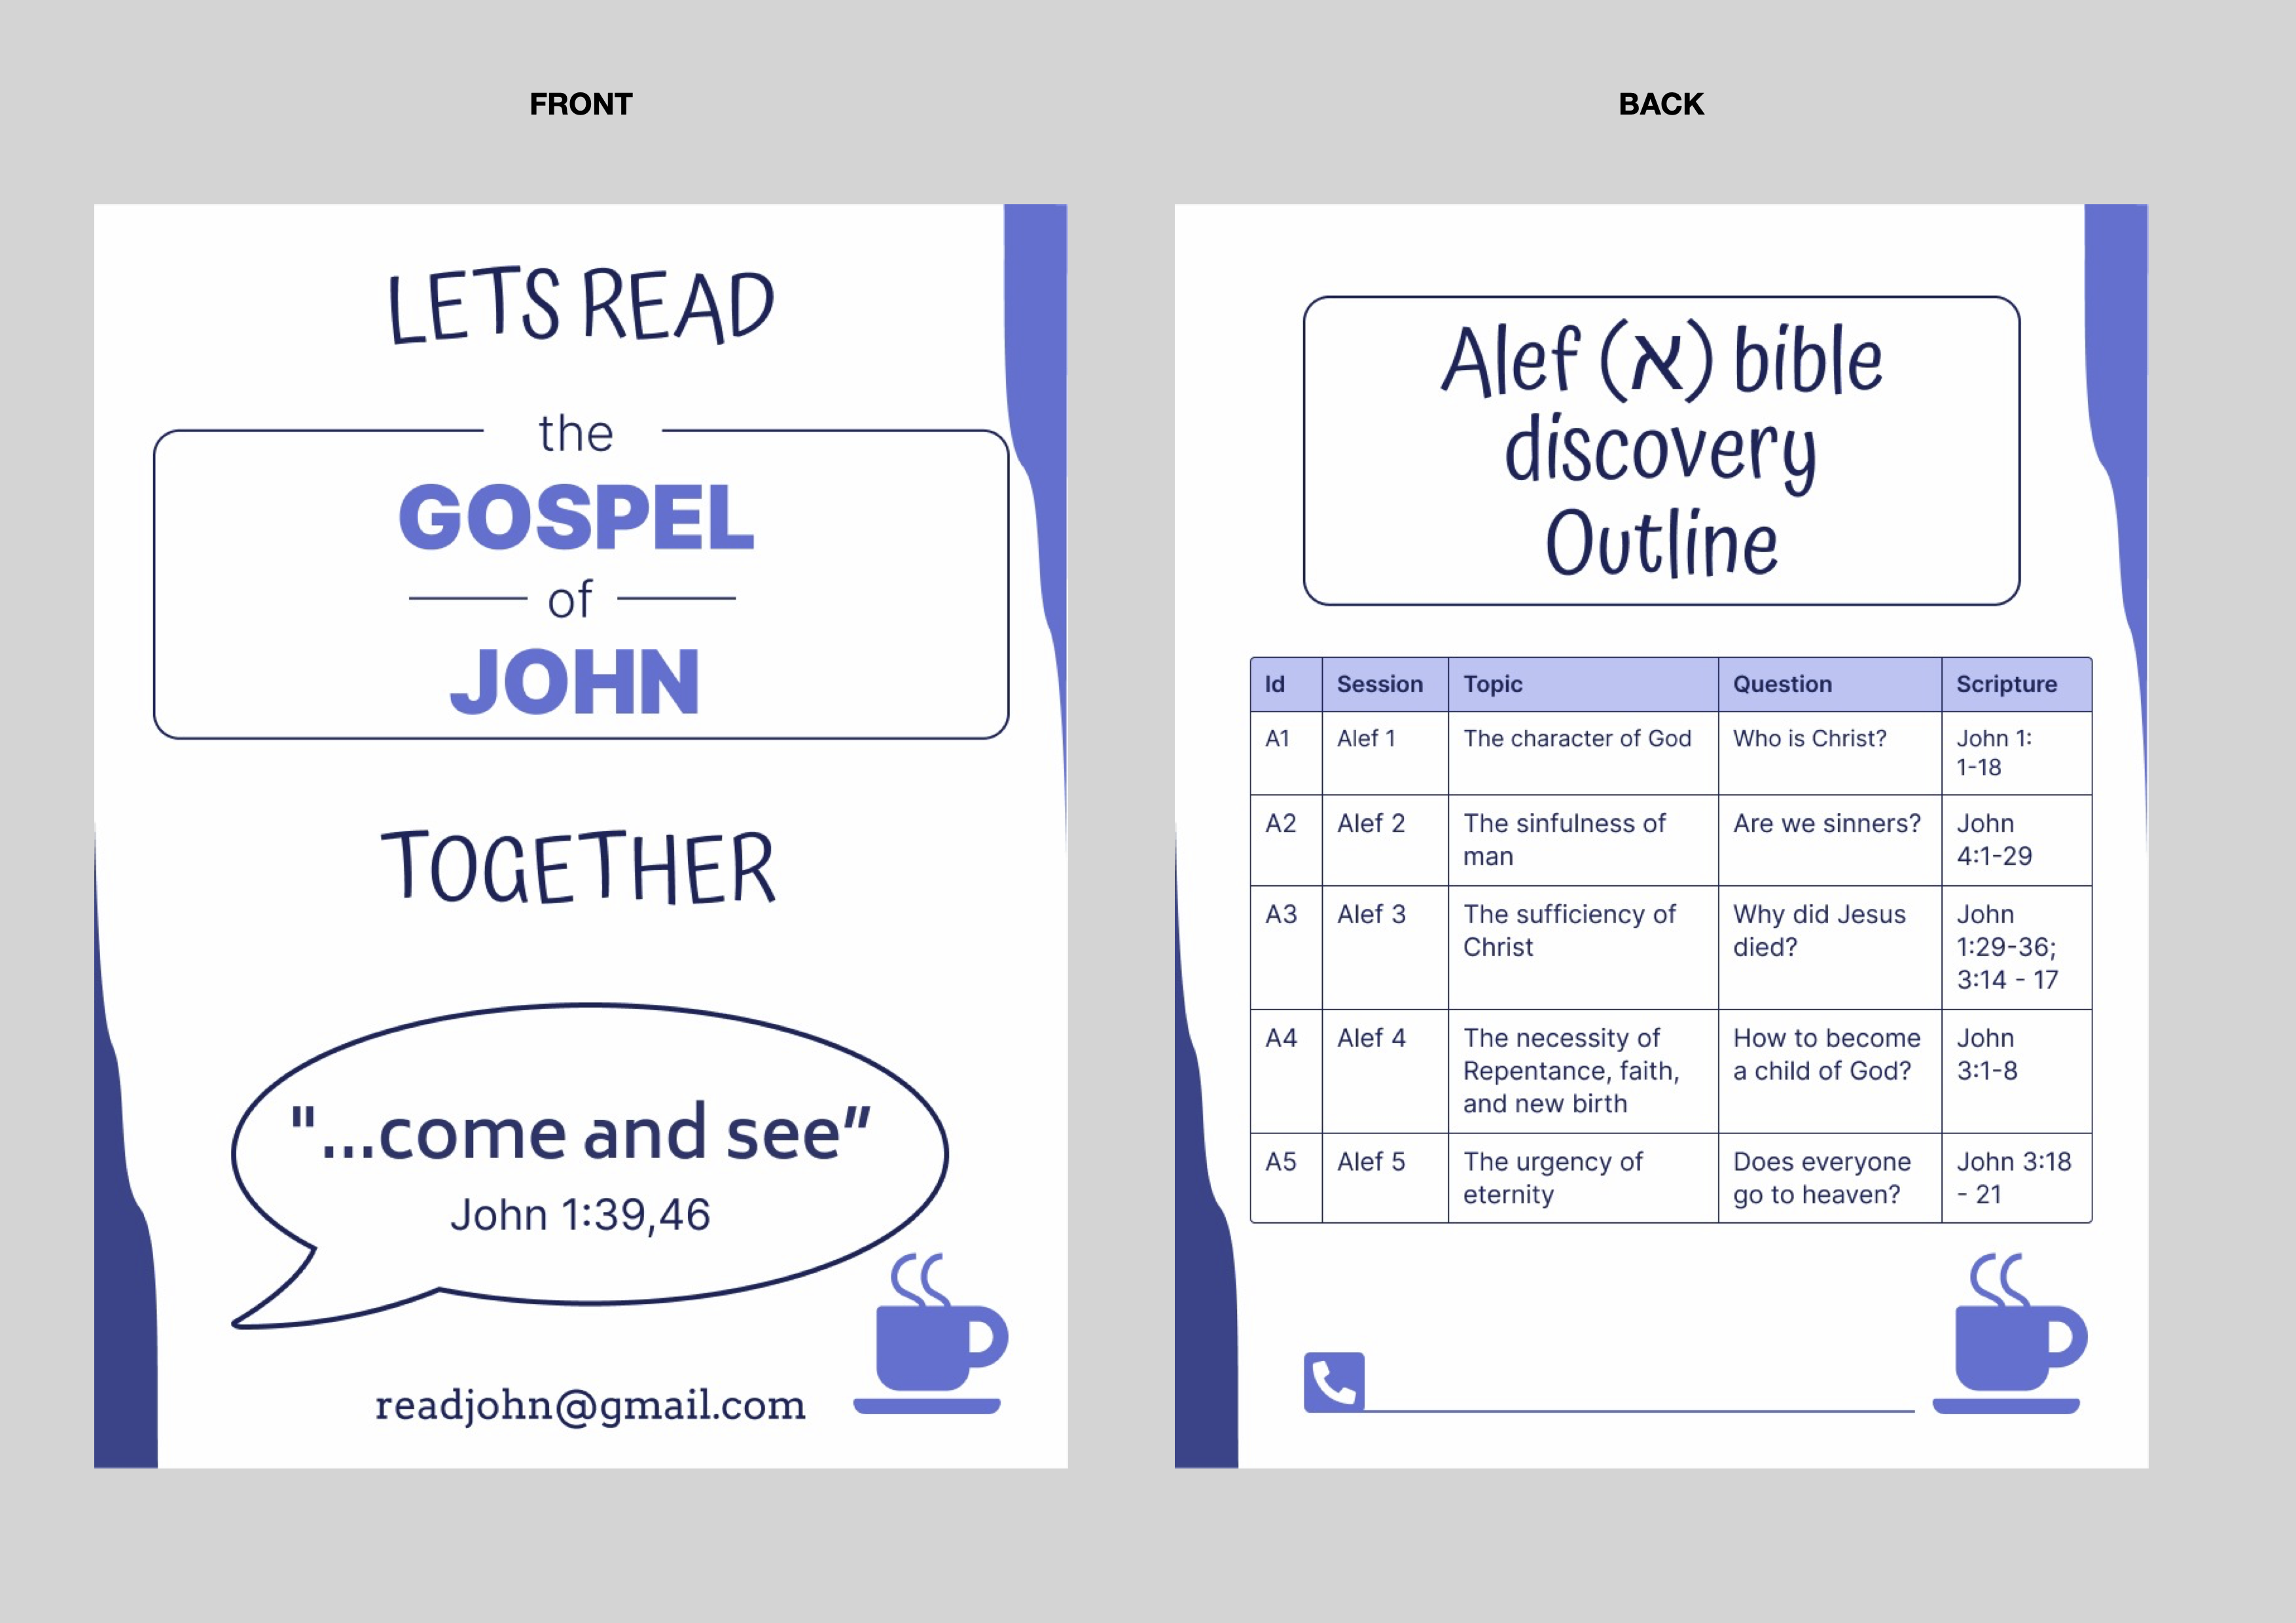 FRONT
LETS READ
the
GOSPEL
of
JOHN
TOGETHER
"...come and see"
John 1:39,46
readjohn@gmail.com
BACK
Alef (א) bible
discovery
Outline
Id Session Topic Question Scripture
A1 Alef 1 The character of God Who is Christ? John 1:
1-18
A2 Alef 2 The sinfulness of Are we sinners? John
man 4:1-29
A3 Alef 3 The sufficiency of Why did Jesus John
Christ died? 1:29-36;
3:14 - 17
A4 Alef 4 The necessity of How to become John
Repentance, faith, a child of God? 3:1-8
and new birth
A5 Alef 5 The urgency of Does everyone John 3:18
eternity go to heaven? - 21